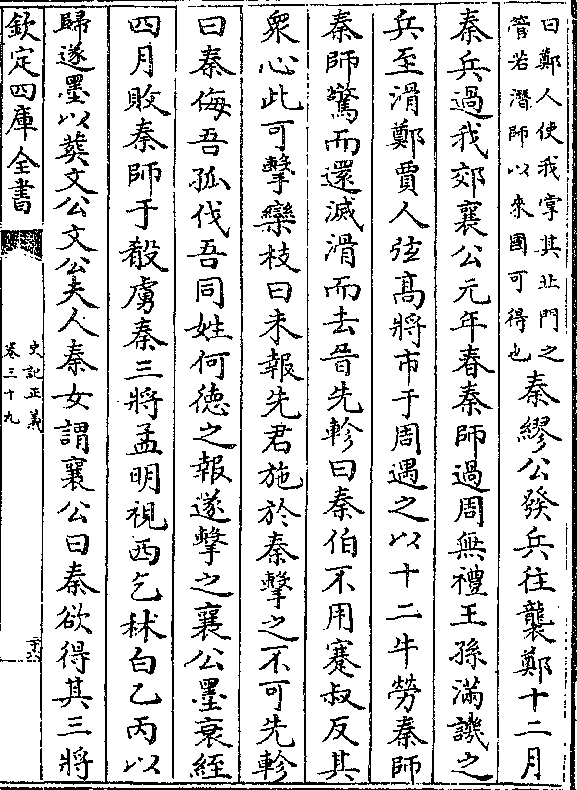 曰鄭人使我掌其北門之
管若潛師以來國可得也
秦繆公發兵往襲鄭十二月
秦兵過我郊襄公元年春秦師過周無禮王孫滿譏之
兵至滑鄭賈人弦髙將市于周遇之以十二牛勞秦師
秦師驚而還滅滑而去晉先軫曰秦伯不用蹇叔反其
衆心此可擊欒枝曰未報先君施於秦擊之不可先軫
曰秦侮吾孤伐吾同姓何德之報遂擊之襄公墨衰絰
四月敗秦師于殽虜秦三將孟明視西乞秫白乙丙以
歸遂墨以葬文公文公夫人秦女謂襄公曰秦欲得其三將
欽定四庫全書
史記正義
卷三十九
三十六